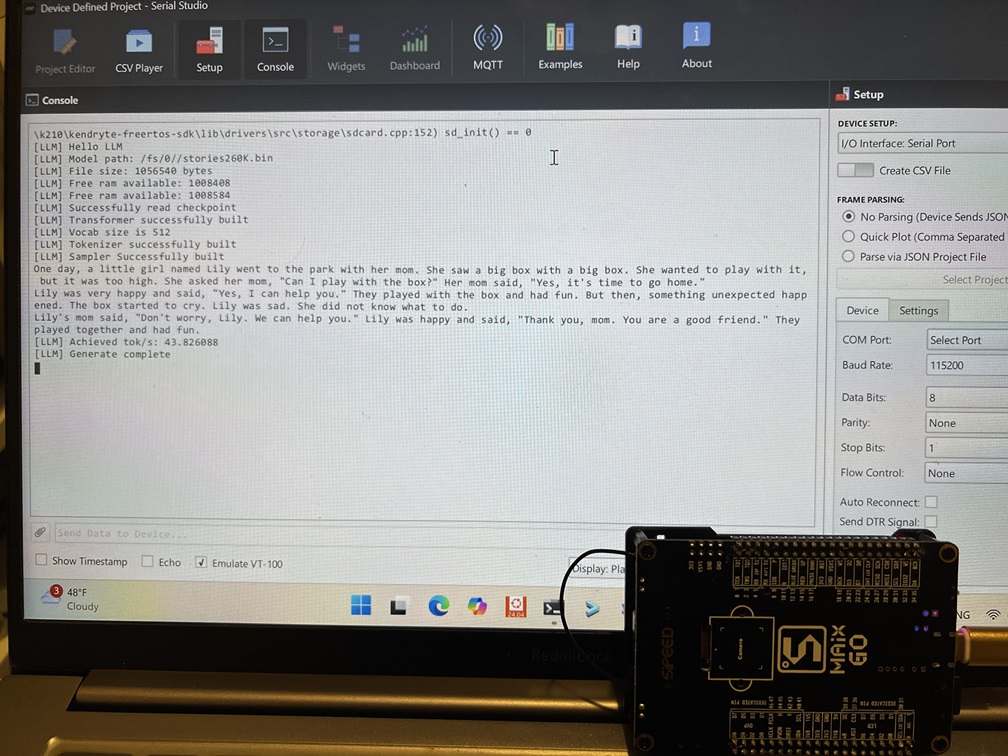 Device Defined Project - Serial Studio
Project Editor
CSV Player
Setup
Console
Widgets
Dashboard
MQTT
Examples
Help
About
Console
\k210\kendryte-freertos-sdk\lib\drivers\src\storage\sdcard.cpp:152) sd_init() == 0
[LLM] Hello LLM
[LLM] Model path: /fs/0//stories260K.bin
[LLM] File size: 1056540 bytes
[LLM] Free ram available: 1008408
[LLM] Free ram available: 1008584
[LLM] Successfully read checkpoint
[LLM] Transformer successfully built
[LLM] Vocab size is 512
[LLM] Tokenizer successfully built
[LLM] Sampler Successfully built
One day, a little girl named Lily went to the park with her mom. She saw a big box with a big box. She wanted to play with it,
but it was too high. She asked her mom, "Can I play with the box?" Her mom said, "Yes, it's time to go home."
Lily was very happy and said, "Yes, I can help you." They played with the box and had fun. But then, something unexpected happ
ened. The box started to cry. Lily was sad. She did not know what to do.
Lily's mom said, "Don't worry, Lily. We can help you." Lily was happy and said, "Thank you, mom. You are a good friend." They
played together and had fun.
[LLM] Achieved tok/s: 43.826088
[LLM] Generate complete
Send Data to Device...
Show Timestamp
Echo
Emulate VT-100
Display: Pla
Setup
DEVICE SETUP:
I/O Interface: Serial Port
Create CSV File
FRAME PARSING:
No Parsing (Device Sends JSON
Quick Plot (Comma Separated
Parse via JSON Project File
Select Project
Device
Settings
COM Port:
Select Port
Baud Rate:
115200
Data Bits:
8
Parity:
None
Stop Bits:
1
Flow Control:
None
Auto Reconnect:
Send DTR Signal:
3
48°F
Cloudy
24.04
NG
Camera
MAiX
GO